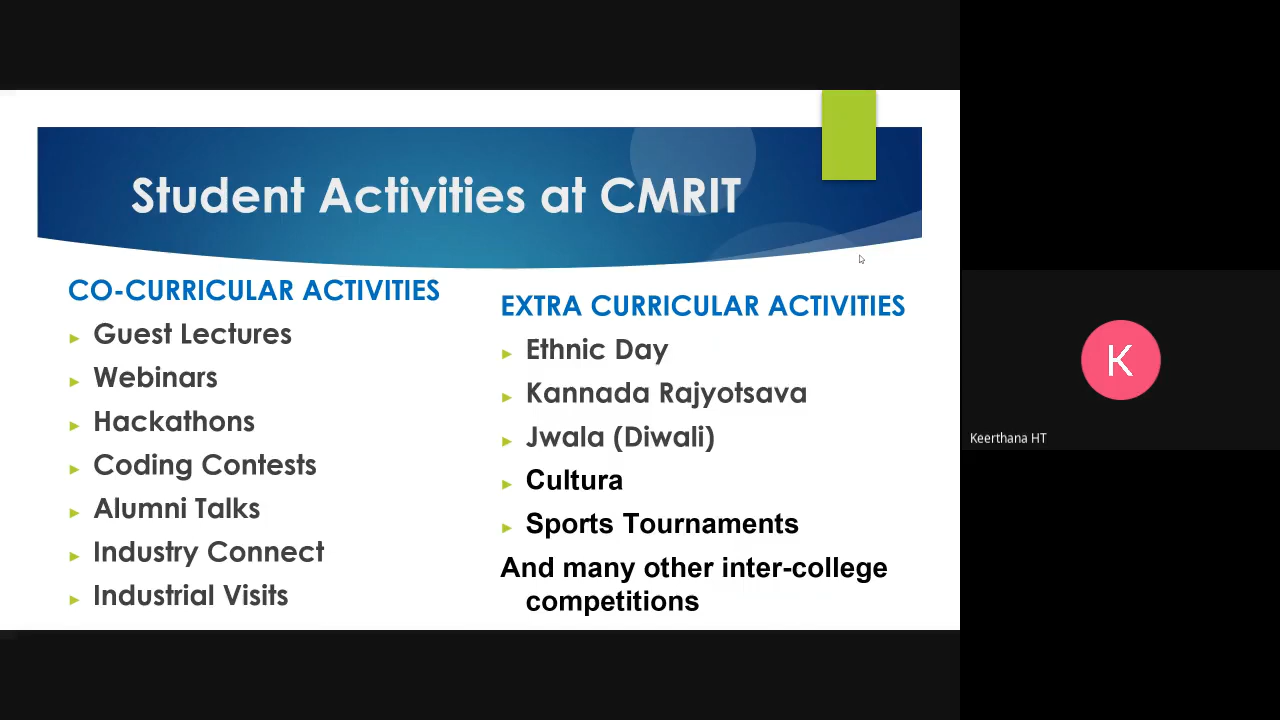 Student Activities at CMRIT
CO-CURRICULAR ACTIVITIES
Guest Lectures
Webinars
Hackathons
Coding Contests
Alumni Talks
Industry Connect
Industrial Visits
EXTRA CURRICULAR ACTIVITIES
Ethnic Day
Kannada Rajyotsava
Jwala (Diwali)
Cultura
Sports Tournaments
And many other inter-college
competitions
K
Keerthana HT